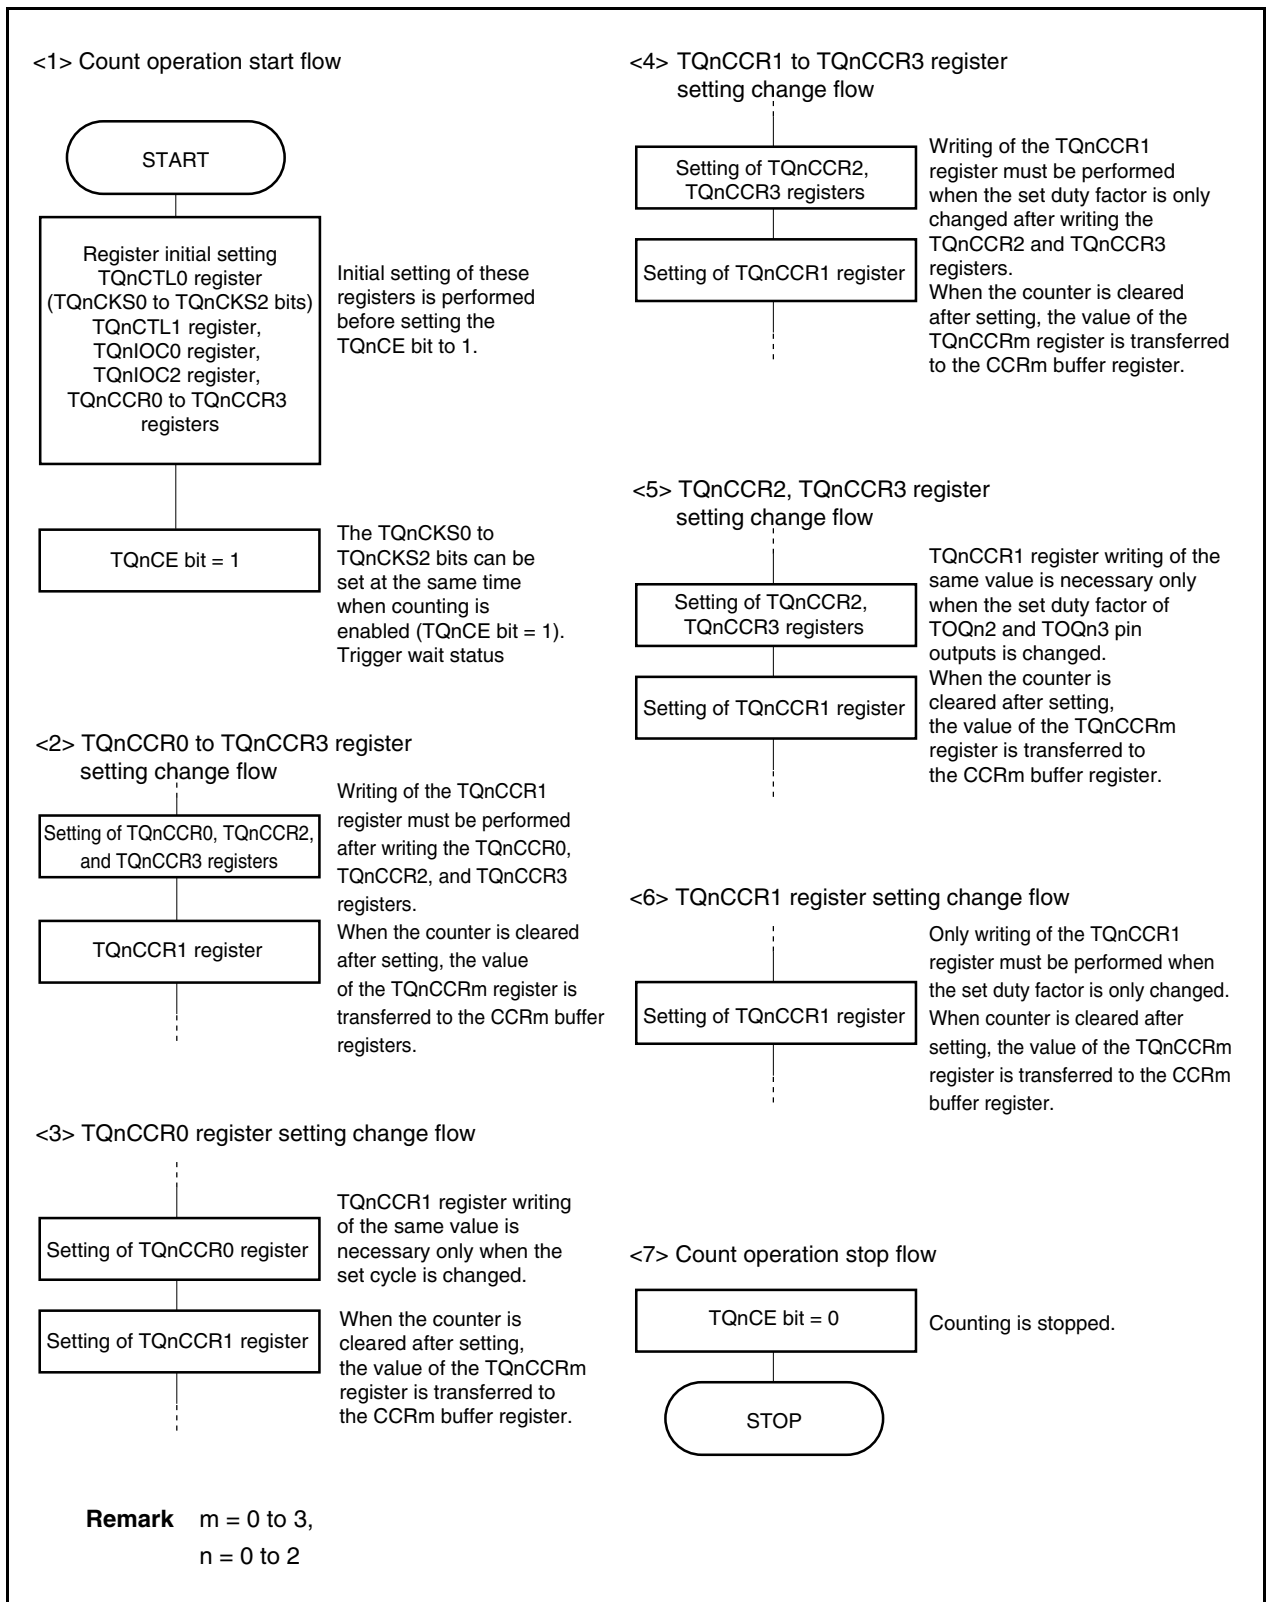 <1> Count operation start flow
START
Register initial setting
TQnCTL0 register
(TQnCKS0 to TQnCKS2 bits)
TQnCTL1 register,
TQnIOC0 register,
TQnIOC2 register,
TQnCCR0 to TQnCCR3
registers
Initial setting of these
registers is performed
before setting the
TQnCE bit to 1.
TQnCE bit = 1
The TQnCKS0 to
TQnCKS2 bits can be
set at the same time
when counting is
enabled (TQnCE bit = 1).
Trigger wait status
<2> TQnCCR0 to TQnCCR3 register
setting change flow
Setting of TQnCCR0, TQnCCR2,
and TQnCCR3 registers
TQnCCR1 register
Writing of the TQnCCR1
register must be performed
after writing the TQnCCR0,
TQnCCR2, and TQnCCR3
registers.
When the counter is cleared
after setting, the value
of the TQnCCRm register is
transferred to the CCRm buffer
registers.
<3> TQnCCR0 register setting change flow
Setting of TQnCCR0 register
TQnCCR1 register writing
of the same value is
necessary only when the
set cycle is changed.
Setting of TQnCCR1 register
When the counter is
cleared after setting,
the value of the TQnCCRm
register is transferred to
the CCRm buffer register.
<4> TQnCCR1 to TQnCCR3 register
setting change flow
Setting of TQnCCR2,
TQnCCR3 registers
Setting of TQnCCR1 register
Writing of the TQnCCR1
register must be performed
when the set duty factor is only
changed after writing the
TQnCCR2 and TQnCCR3
registers.
When the counter is cleared
after setting, the value of the
TQnCCRm register is transferred
to the CCRm buffer register.
<5> TQnCCR2, TQnCCR3 register
setting change flow
Setting of TQnCCR2,
TQnCCR3 registers
Setting of TQnCCR1 register
TQnCCR1 register writing of the
same value is necessary only
when the set duty factor of
TOQn2 and TOQn3 pin
outputs is changed.
When the counter is
cleared after setting,
the value of the TQnCCRm
register is transferred to
the CCRm buffer register.
<6> TQnCCR1 register setting change flow
Setting of TQnCCR1 register
Only writing of the TQnCCR1
register must be performed when
the set duty factor is only changed.
When counter is cleared after
setting, the value of the TQnCCRm
register is transferred to the CCRm
buffer register.
<7> Count operation stop flow
TQnCE bit = 0
Counting is stopped.
STOP
Remark m = 0 to 3,
n = 0 to 2